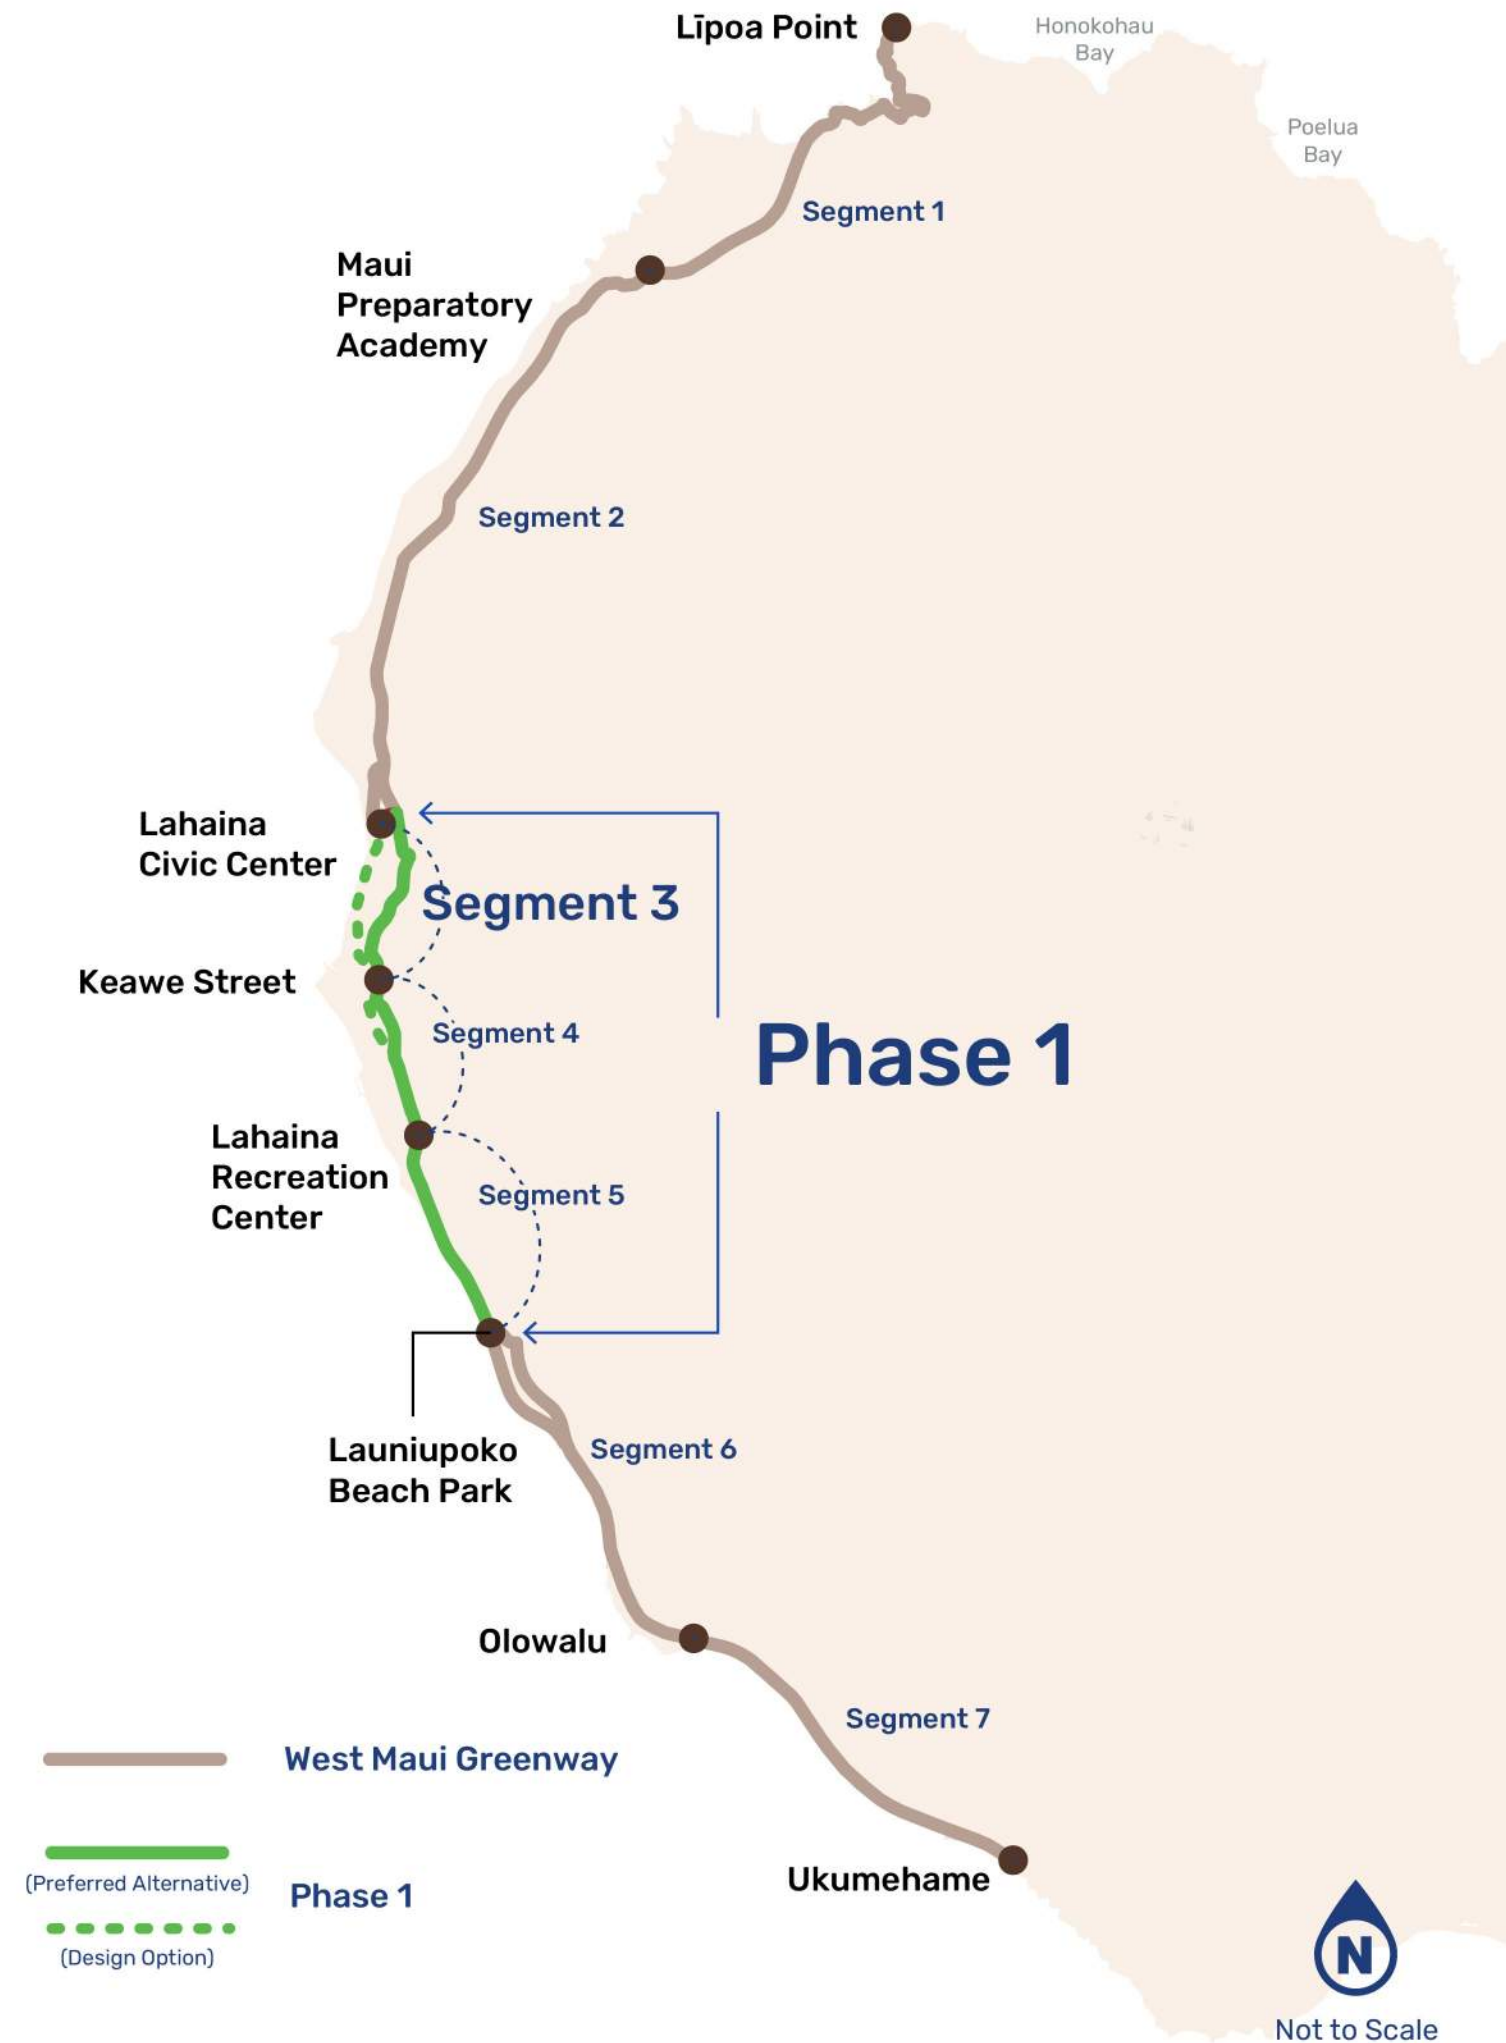 Līpoa Point
Honokohau
Bay
Poelua
Bay
Segment 1
Maui
Preparatory
Academy
Segment 2
Lahaina
Civic Center
Segment 3
Keawe Street
Segment 4
Phase 1
Lahaina
Recreation
Center
Segment 5
Launiupoko
Beach Park
Segment 6
Olowalu
Segment 7
West Maui Greenway
(Preferred Alternative)
Phase 1
(Design Option)
Ukumehame
N
Not to Scale